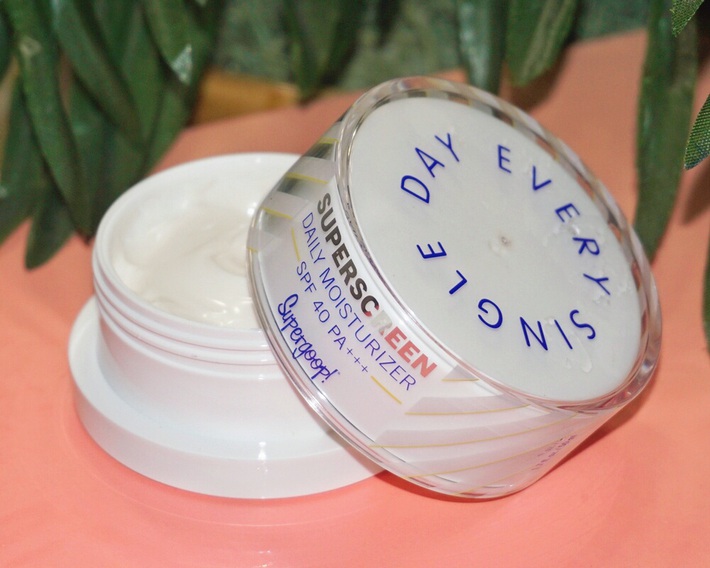 EVERY SINGLE DAY
SUPERSCREEN
DAILY MOISTURIZER
SPF 40 PA+++
Supergoop!